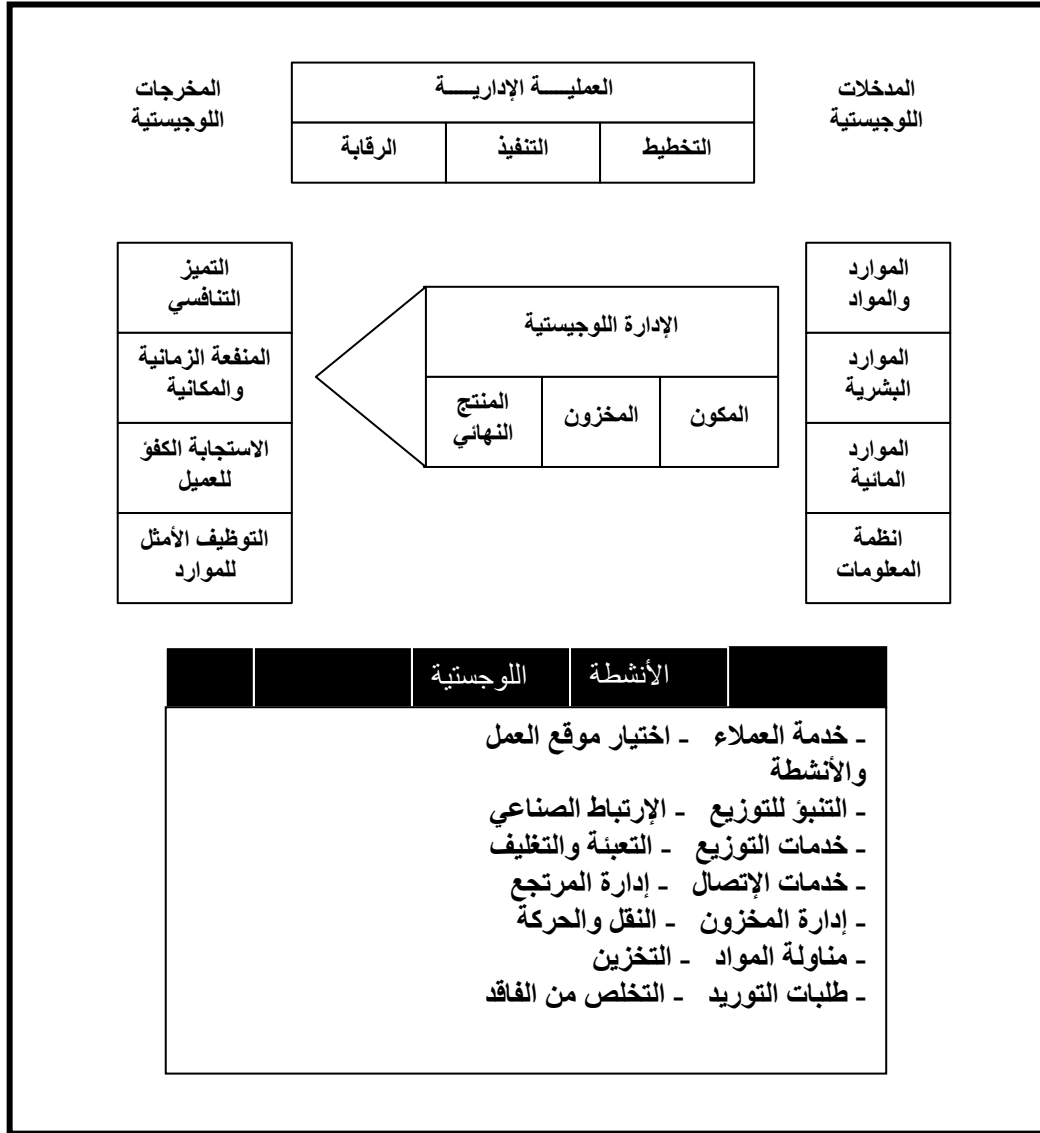 المدخلات
اللوجيستية
العمليـــــة الإداريـــــة
التخطيط
التنفيذ
الرقابة
المخرجات
اللوجيستية
الموارد
والمواد
الموارد
البشرية
الموارد
المائية
انظمة
المعلومات
الإدارة اللوجيستية
المكون
المخزون
المنتج
النهائي
التميز
التنافسي
المنفعة الزمانية
والمكانية
الاستجابة الكفؤ
للعميل
التوظيف الأمثل
للموارد
الأنشطة اللوجستية
- خدمة العملاء - اختيار موقع العمل
والأنشطة
- التنبؤ للتوزيع - الإرتباط الصناعي
- خدمات التوزيع - التعبئة والتغليف
- خدمات الإتصال - إدارة المرتجع
- إدارة المخزون - النقل والحركة
- مناولة المواد - التخزين
- طلبات التوريد - التخلص من الفاقد